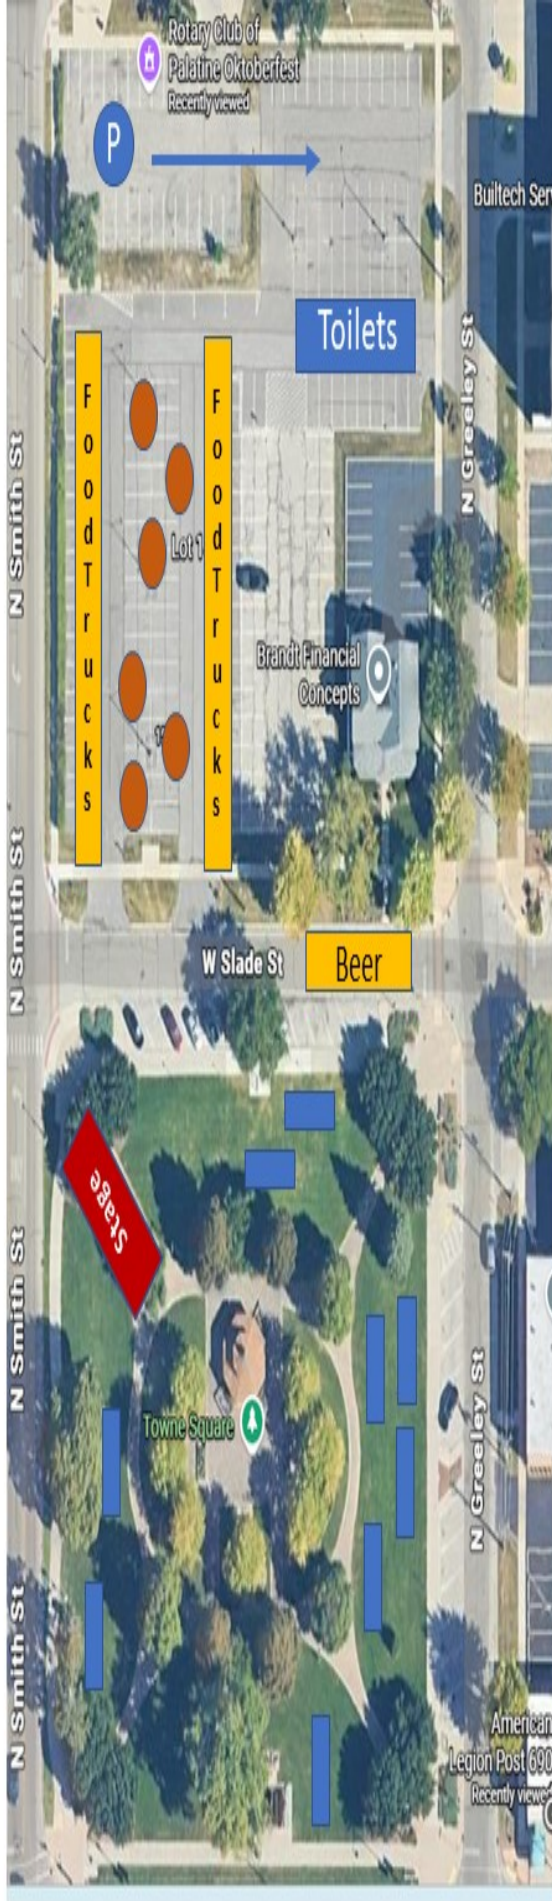 Rotary Club of
Palatine Oktoberfest
Recently viewed
P
Builtech Ser
Toilets
N Greeley St
N Smith St
FoodTrucks
FoodTrucks
Lot 1
Brandt Financial
Concepts
N Smith St
W Slade St
Beer
Stage
N Smith St
Towne Square
N Greeley St
N Smith St
American
Legion Post 690
Recently viewe